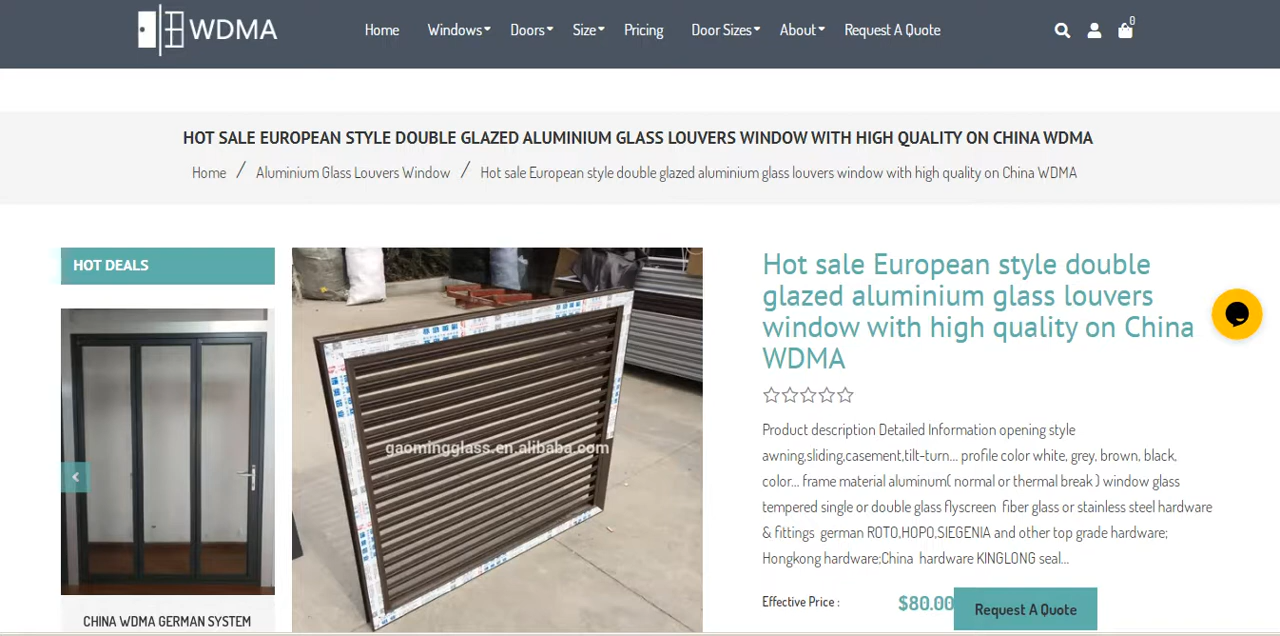 WDMA
Home Windows Doors Size Pricing Door Sizes About Request A Quote
0
HOT SALE EUROPEAN STYLE DOUBLE GLAZED ALUMINIUM GLASS LOUVERS WINDOW WITH HIGH QUALITY ON CHINA WDMA
Home / Aluminium Glass Louvers Window / Hot sale European style double glazed aluminium glass louvers window with high quality on China WDMA
HOT DEALS
CHINA WDMA GERMAN SYSTEM
gaomingglass.en.alibaba.com
Hot sale European style double
glazed aluminium glass louvers
window with high quality on China
WDMA
Product description Detailed Information opening style
awning,sliding,casement,tilt-turn... profile color white, grey, brown, black,
color... frame material aluminum( normal or thermal break ) window glass
tempered single or double glass flyscreen fiber glass or stainless steel hardware
& fittings german ROTO,HOPO,SIEGENIA and other top grade hardware;
Hongkong hardware;China hardware KINGLONG seal...
Effective Price : $80.00 Request A Quote